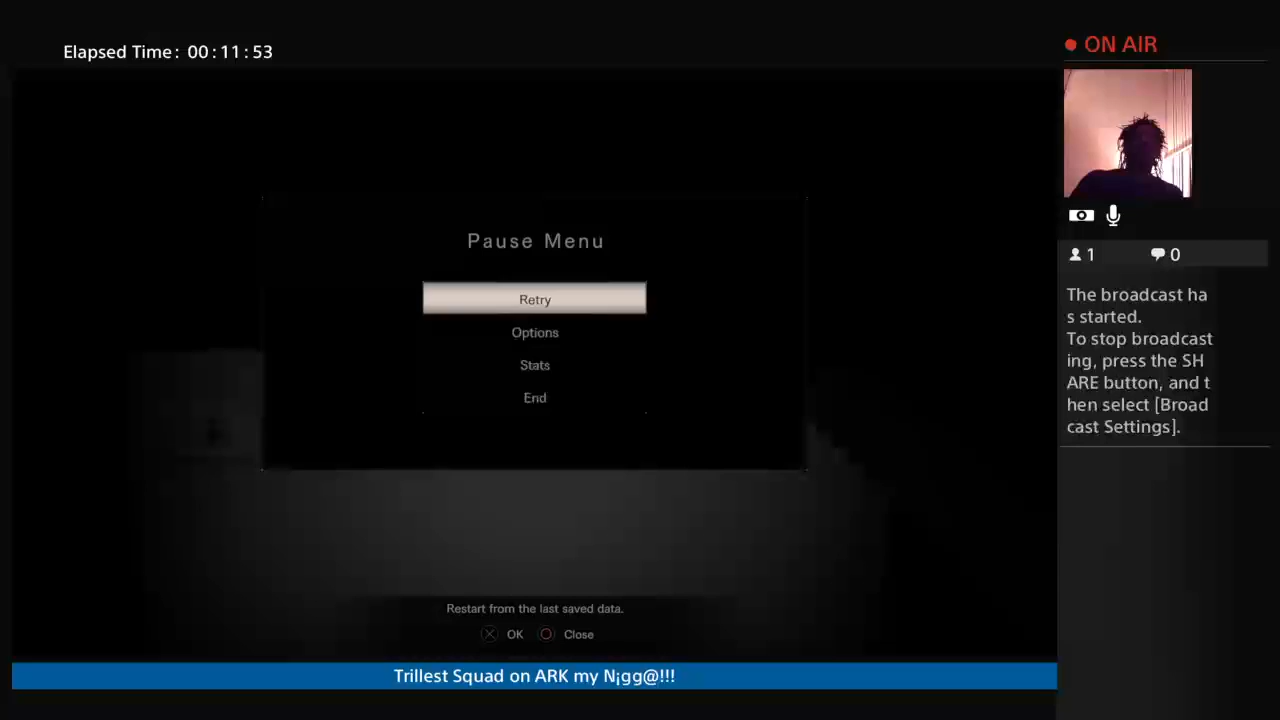 Elapsed Time: 00:11:53
ON AIR
1
0
The broadcast ha
s started.
To stop broadcast
ing, press the SH
ARE button, and t
hen select [Broad
cast Settings].
Pause Menu
Retry
Options
Stats
End
Restart from the last saved data.
OK Close
Trillest Squad on ARK my N¡gg@!!!